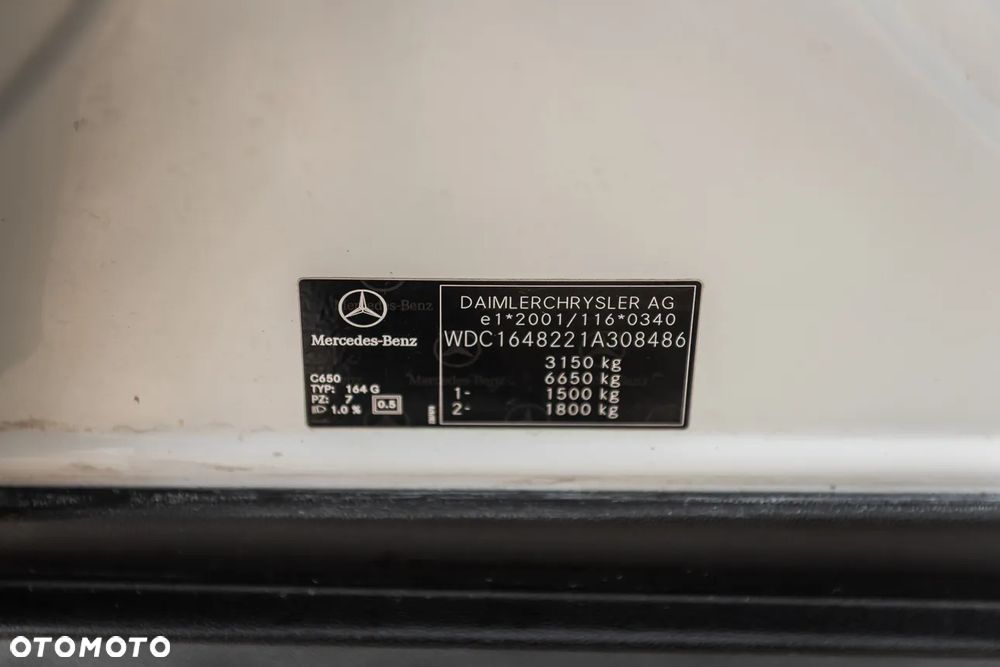 Mercedes-Benz
DAIMLERCHRYSLER AG
e1*2001/116*0340
WDC1648221A308486
3150 kg
6650 kg
1- 1500 kg
2- 1800 kg
C650
TYP: 164 G
PZ: 7
1.0 % 0.5
OTOMOTO